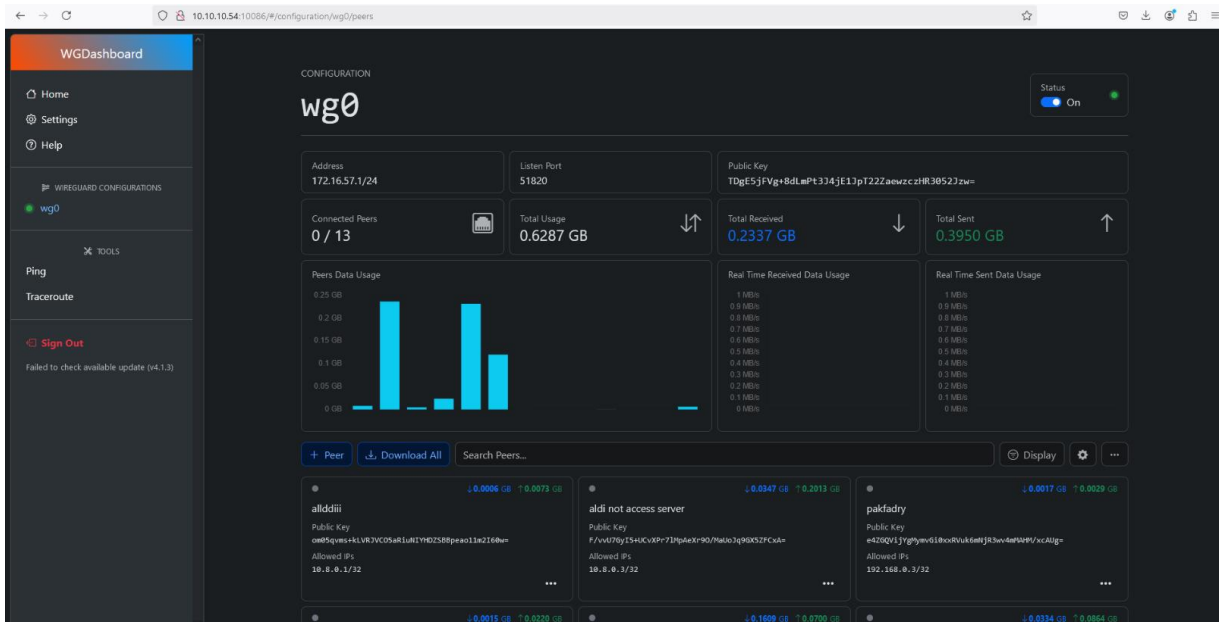 10.10.10.54:10086/#/configuration/wg0/peers
WGDashboard
Home
Settings
Help
WIREGUARD CONFIGURATIONS
wg0
TOOLS
Ping
Traceroute
Sign Out
Failed to check available update (v4.1.3)
CONFIGURATION
wg0
Status
On
Address
172.16.57.1/24
Listen Port
51820
Public Key
TDgE5jFVg+8dLmPt3J4jE1JpT22ZaewzczHR3052Jzw=
Connected Peers
0 / 13
Total Usage
0.6287 GB
Total Received
0.2337 GB
Total Sent
0.3950 GB
Peers Data Usage
0.25 GB
0.2 GB
0.15 GB
0.1 GB
0.05 GB
0 GB
Real Time Received Data Usage
1 MB/s
0.9 MB/s
0.8 MB/s
0.7 MB/s
0.6 MB/s
0.5 MB/s
0.4 MB/s
0.3 MB/s
0.2 MB/s
0.1 MB/s
0 MB/s
Real Time Sent Data Usage
1 MB/s
0.9 MB/s
0.8 MB/s
0.7 MB/s
0.6 MB/s
0.5 MB/s
0.4 MB/s
0.3 MB/s
0.2 MB/s
0.1 MB/s
0 MB/s
+ Peer
Download All
Search Peers...
Display
↓0.0006 GB ↑0.0073 GB
allddiii
Public Key
Allowed IPs
10.8.0.1/32
↓0.0347 GB ↑0.2013 GB
aldi not access server
Public Key
Allowed IPs
10.8.0.3/32
↓0.0017 GB ↑0.0029 GB
pakfadry
Public Key
Allowed IPs
192.168.0.3/32
↓0.0015 GB ↑0.0220 GB
↓0.1609 GB ↑0.0700 GB
↓0.0334 GB ↑0.0864 GB